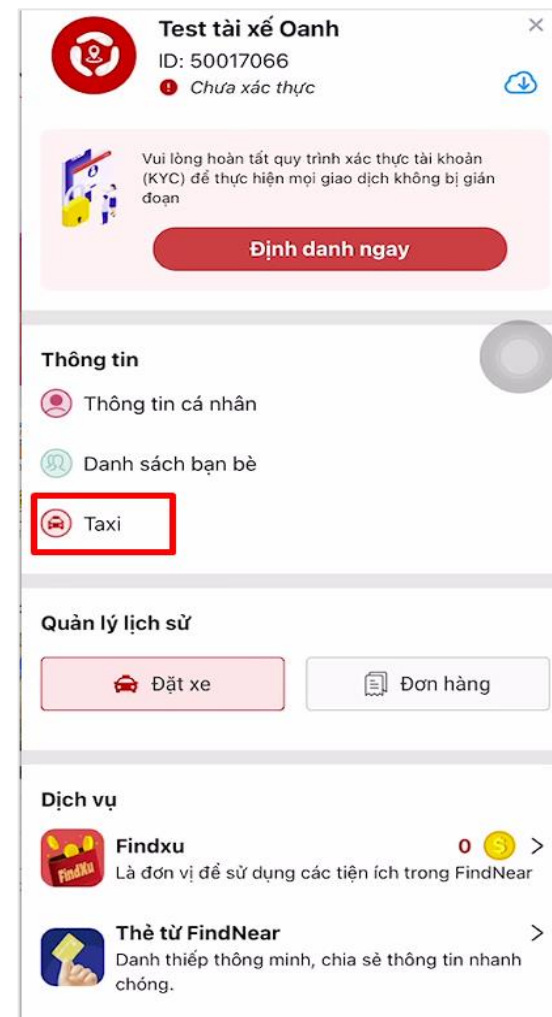 Test tài xế Oanh
ID: 50017066
Chưa xác thực
Vui lòng hoàn tất quy trình xác thực tài khoản
(KYC) để thực hiện mọi giao dịch không bị gián
đoạn
Định danh ngay
Thông tin
Thông tin cá nhân
Danh sách bạn bè
Taxi
Quản lý lịch sử
Đặt xe
Đơn hàng
Dịch vụ
Findxu
0
Là đơn vị để sử dụng các tiện ích trong FindNear
FindXu
Thẻ từ FindNear
Danh thiếp thông minh, chia sẻ thông tin nhanh
chóng.